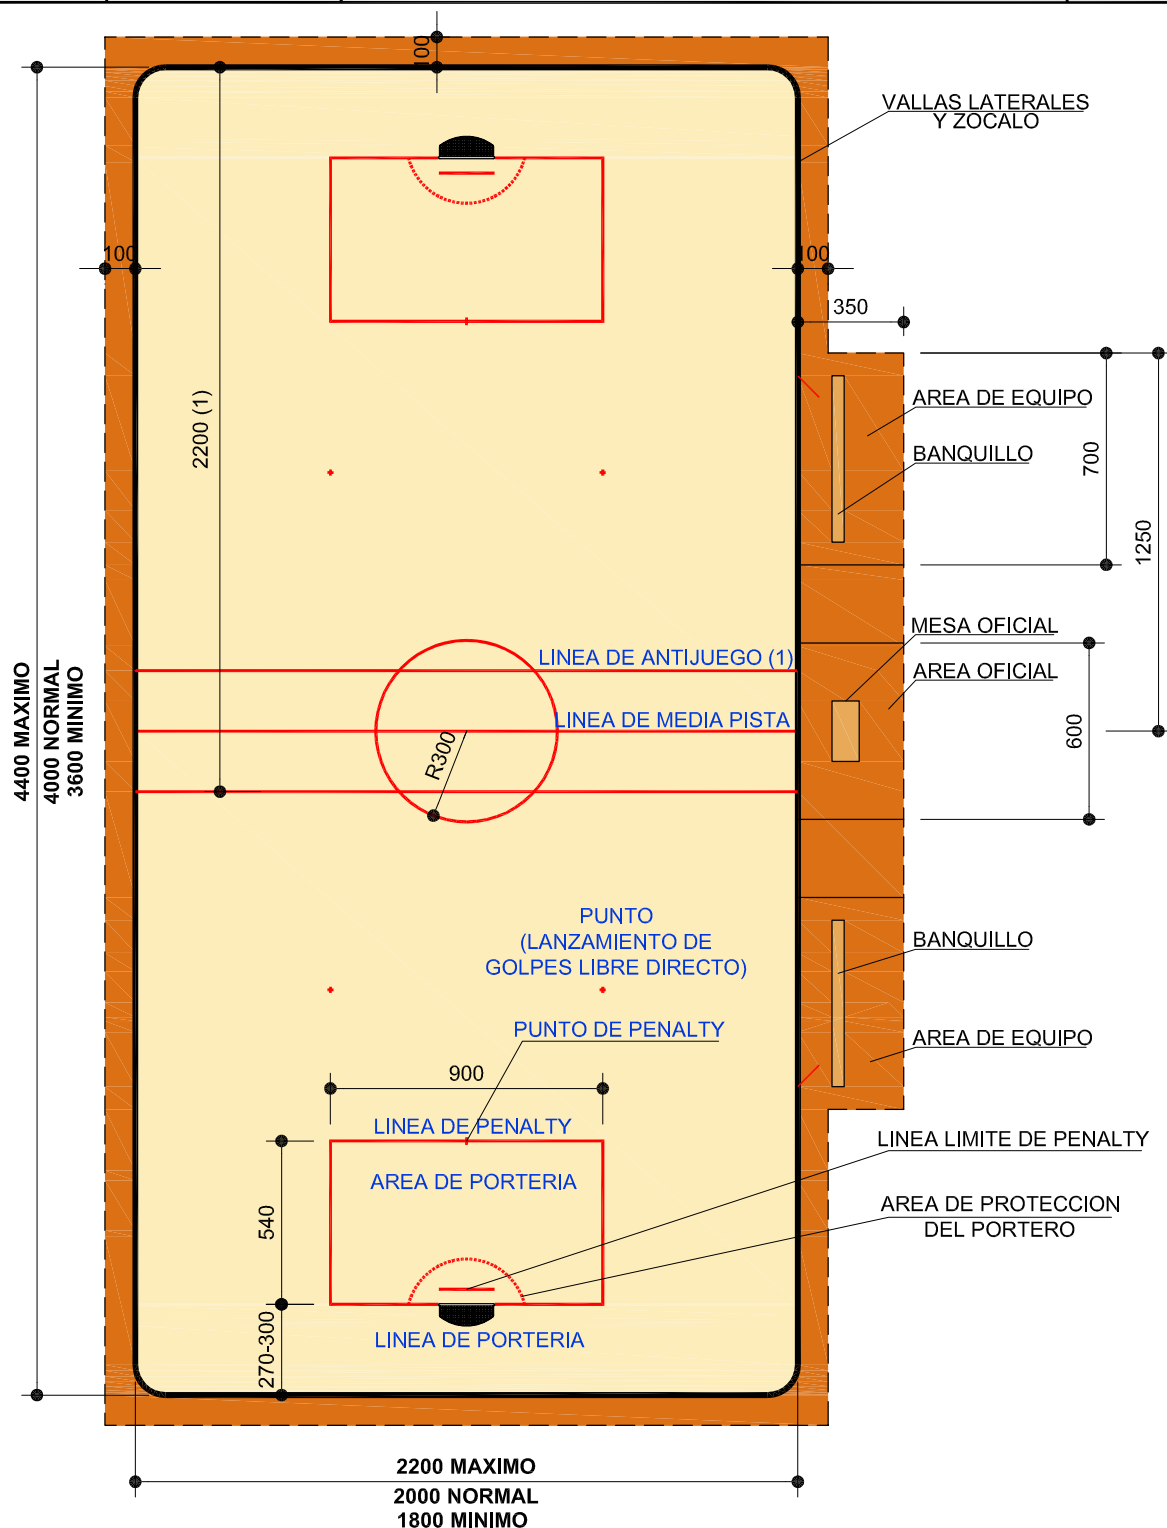 100
VALLAS LATERALES
Y ZOCALO
100
100
350
2200 (1)
AREA DE EQUIPO
BANQUILLO
700
1250
MESA OFICIAL
LINEA DE ANTIJUEGO (1)
AREA OFICIAL
LINEA DE MEDIA PISTA
600
R300
4400 MAXIMO
4000 NORMAL
3600 MINIMO
PUNTO
(LANZAMIENTO DE
GOLPES LIBRE DIRECTO)
BANQUILLO
PUNTO DE PENALTY
AREA DE EQUIPO
900
LINEA DE PENALTY
LINEA LIMITE DE PENALTY
AREA DE PORTERIA
540
AREA DE PROTECCION
DEL PORTERO
270-300
LINEA DE PORTERIA
2200 MAXIMO
2000 NORMAL
1800 MINIMO